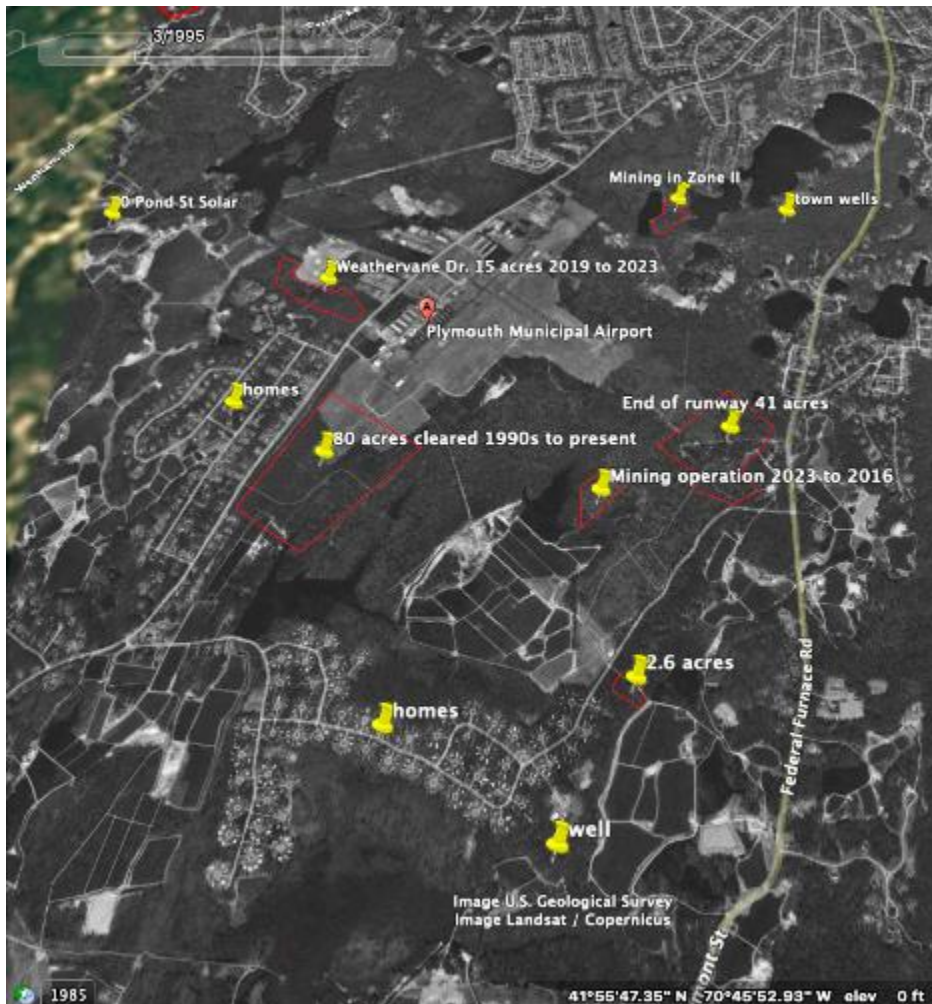 3/1995
Wenham Rd
Mining in Zone II
0 Pond St Solar
town wells
Weathervane Dr. 15 acres 2019 to 2023
A
Plymouth Municipal Airport
homes
End of runway 41 acres
80 acres cleared 1990s to present
Mining operation 2023 to 2016
2.6 acres
Federal Furnace Rd
homes
well
Image U.S. Geological Survey
Image Landsat / Copernicus
1985
41°55'47.35" N
70°45'52.93" W
elev
0 ft